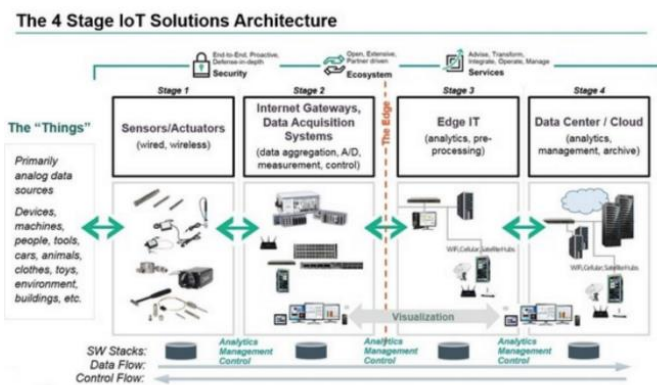 The 4 Stage IoT Solutions Architecture
End-to-End, Proactive,
Defense-in-depth
Security
Open, Extensive,
Partner driven
Ecosystem
Advise, Transform,
Integrate, Operate, Manage
Services
The "Things"
Primarily
analog data
sources
Devices,
machines,
people, tools,
cars, animals,
clothes, toys,
environment,
buildings, etc.
Stage 1
Sensors/Actuators
(wired, wireless)
Stage 2
Internet Gateways,
Data Acquisition
Systems
(data aggregation, A/D,
measurement, control)
The Edge
Stage 3
Edge IT
(analytics, pre-
processing)
Stage 4
Data Center / Cloud
(analytics,
management, archive)
WiFi, Cellular, Satellite Hubs,
WiFi, Cellular, Satellite Hubs,
Visualization
SW Stacks:
Analytics
Management
Control
Analytics
Management
Control
Analytics
Management
Control
Data Flow:
Control Flow: